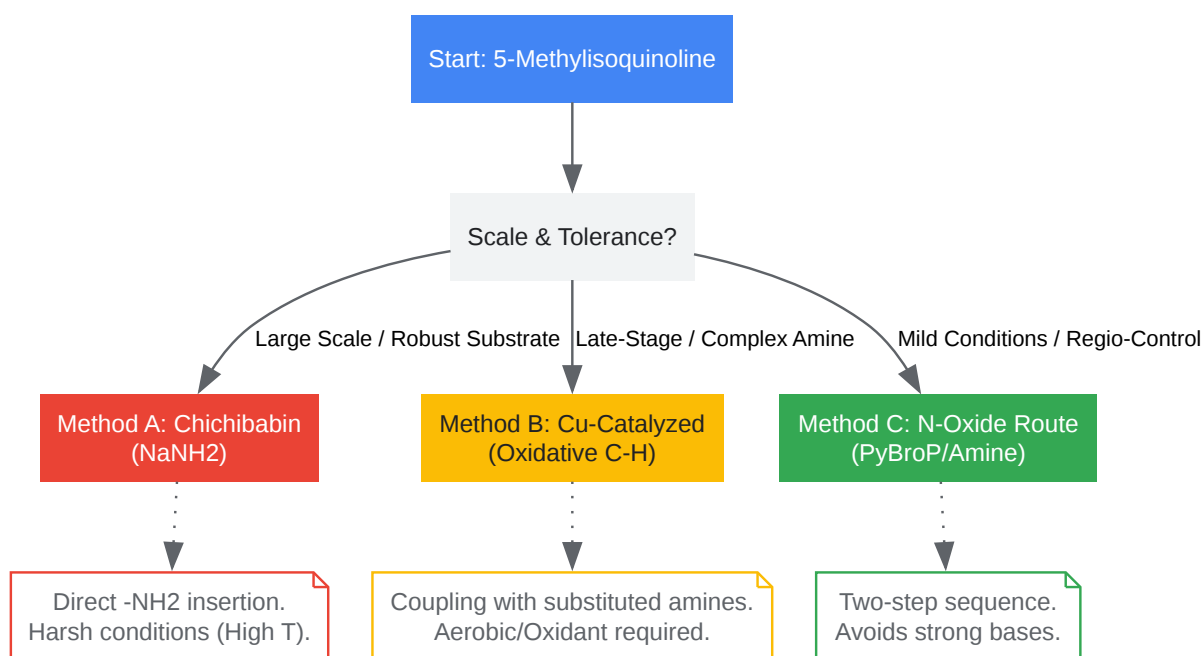 Start: 5-Methylisoquinoline
Scale & Tolerance?
Large Scale / Robust Substrate
Late-Stage / Complex Amine
Mild Conditions / Regio-Control
Method A: Chichibabin
(NaNH2)
Method B: Cu-Catalyzed
(Oxidative C-H)
Method C: N-Oxide Route
(PyBroP/Amine)
Direct -NH2 insertion.
Harsh conditions (High T).
Coupling with substituted amines.
Aerobic/Oxidant required.
Two-step sequence.
Avoids strong bases.